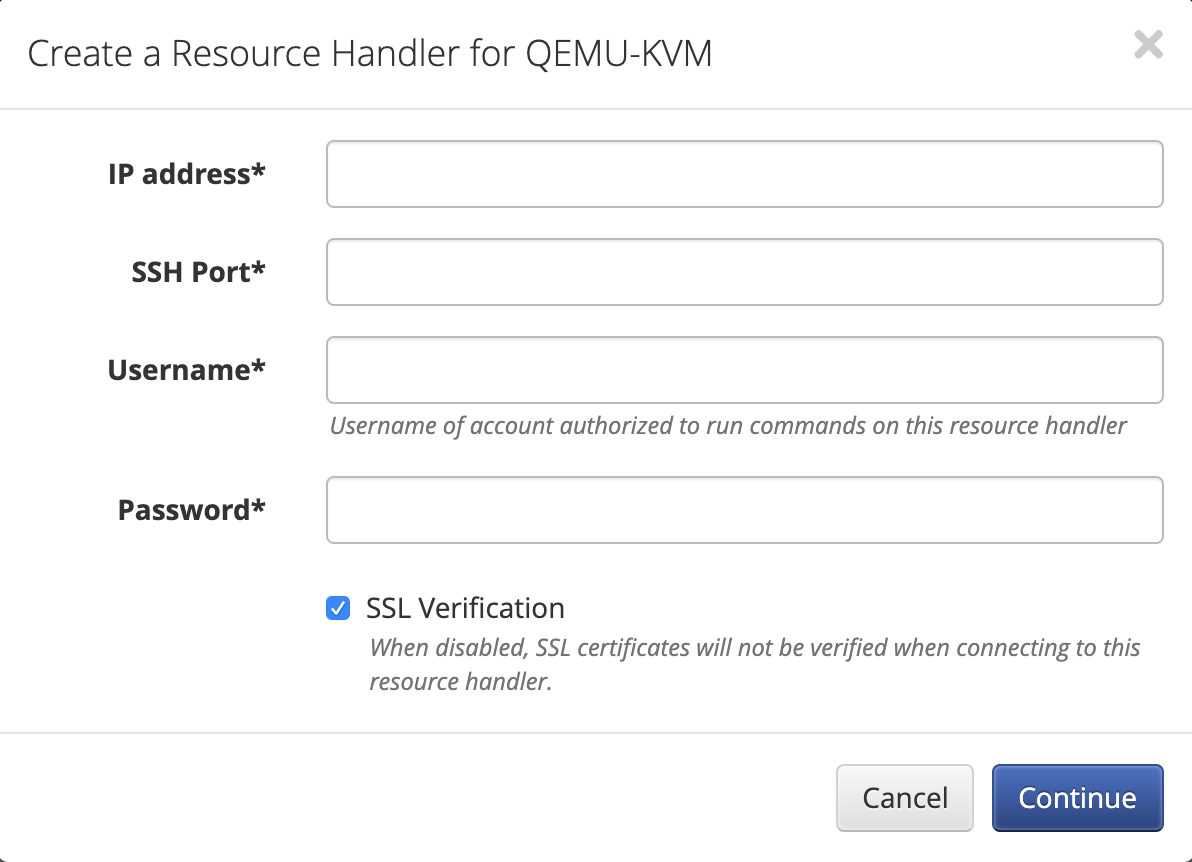 Create a Resource Handler for QEMU-KVM
IP address*
SSH Port*
Username*
Username of account authorized to run commands on this resource handler
Password*
SSL Verification
When disabled, SSL certificates will not be verified when connecting to this
resource handler.
Cancel
Continue